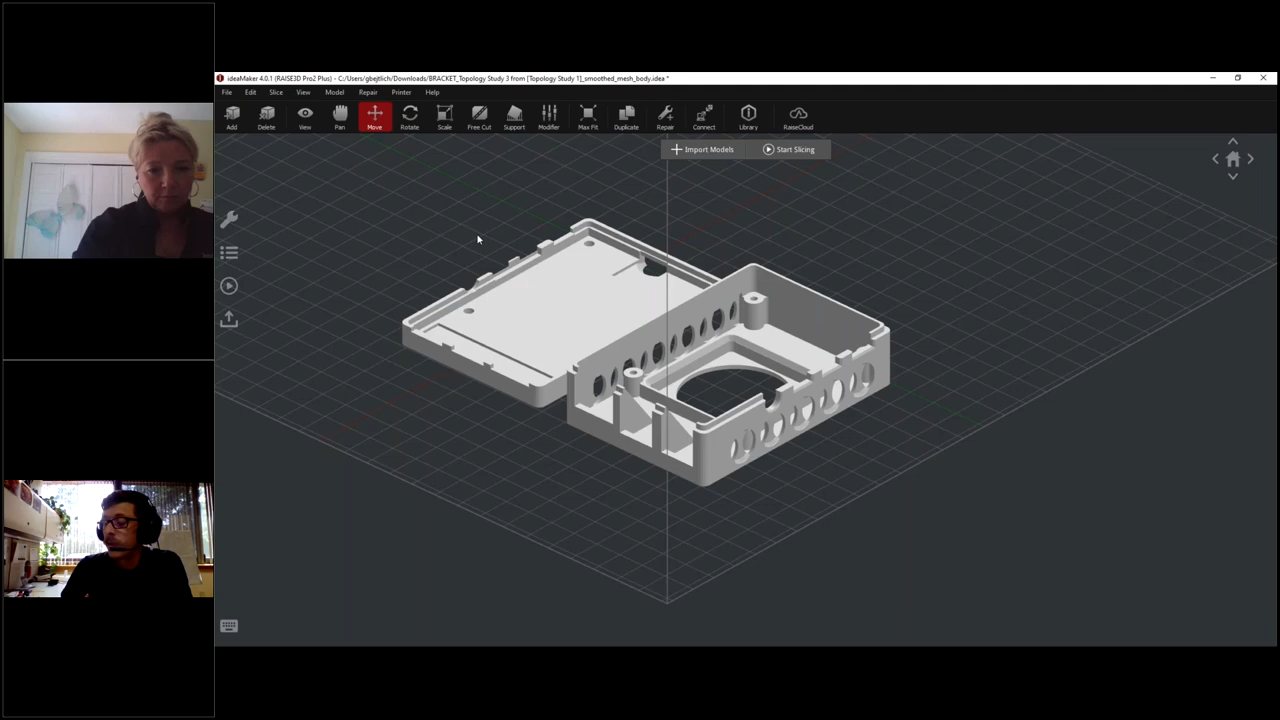 ideaMaker 4.0.1 (RAISE3D Pro2 Plus) - C:/Users/gbejtlich/Downloads/BRACKET_Topology Study 3 from [Topology Study 1]_smoothed_mesh_body.idea *
File Edit Slice View Model Repair Printer Help
Add Delete View Pan Move Rotate Scale Free Cut Support Modifier Max Fit Duplicate Repair Connect Library RaiseCloud
Import Models Start Slicing